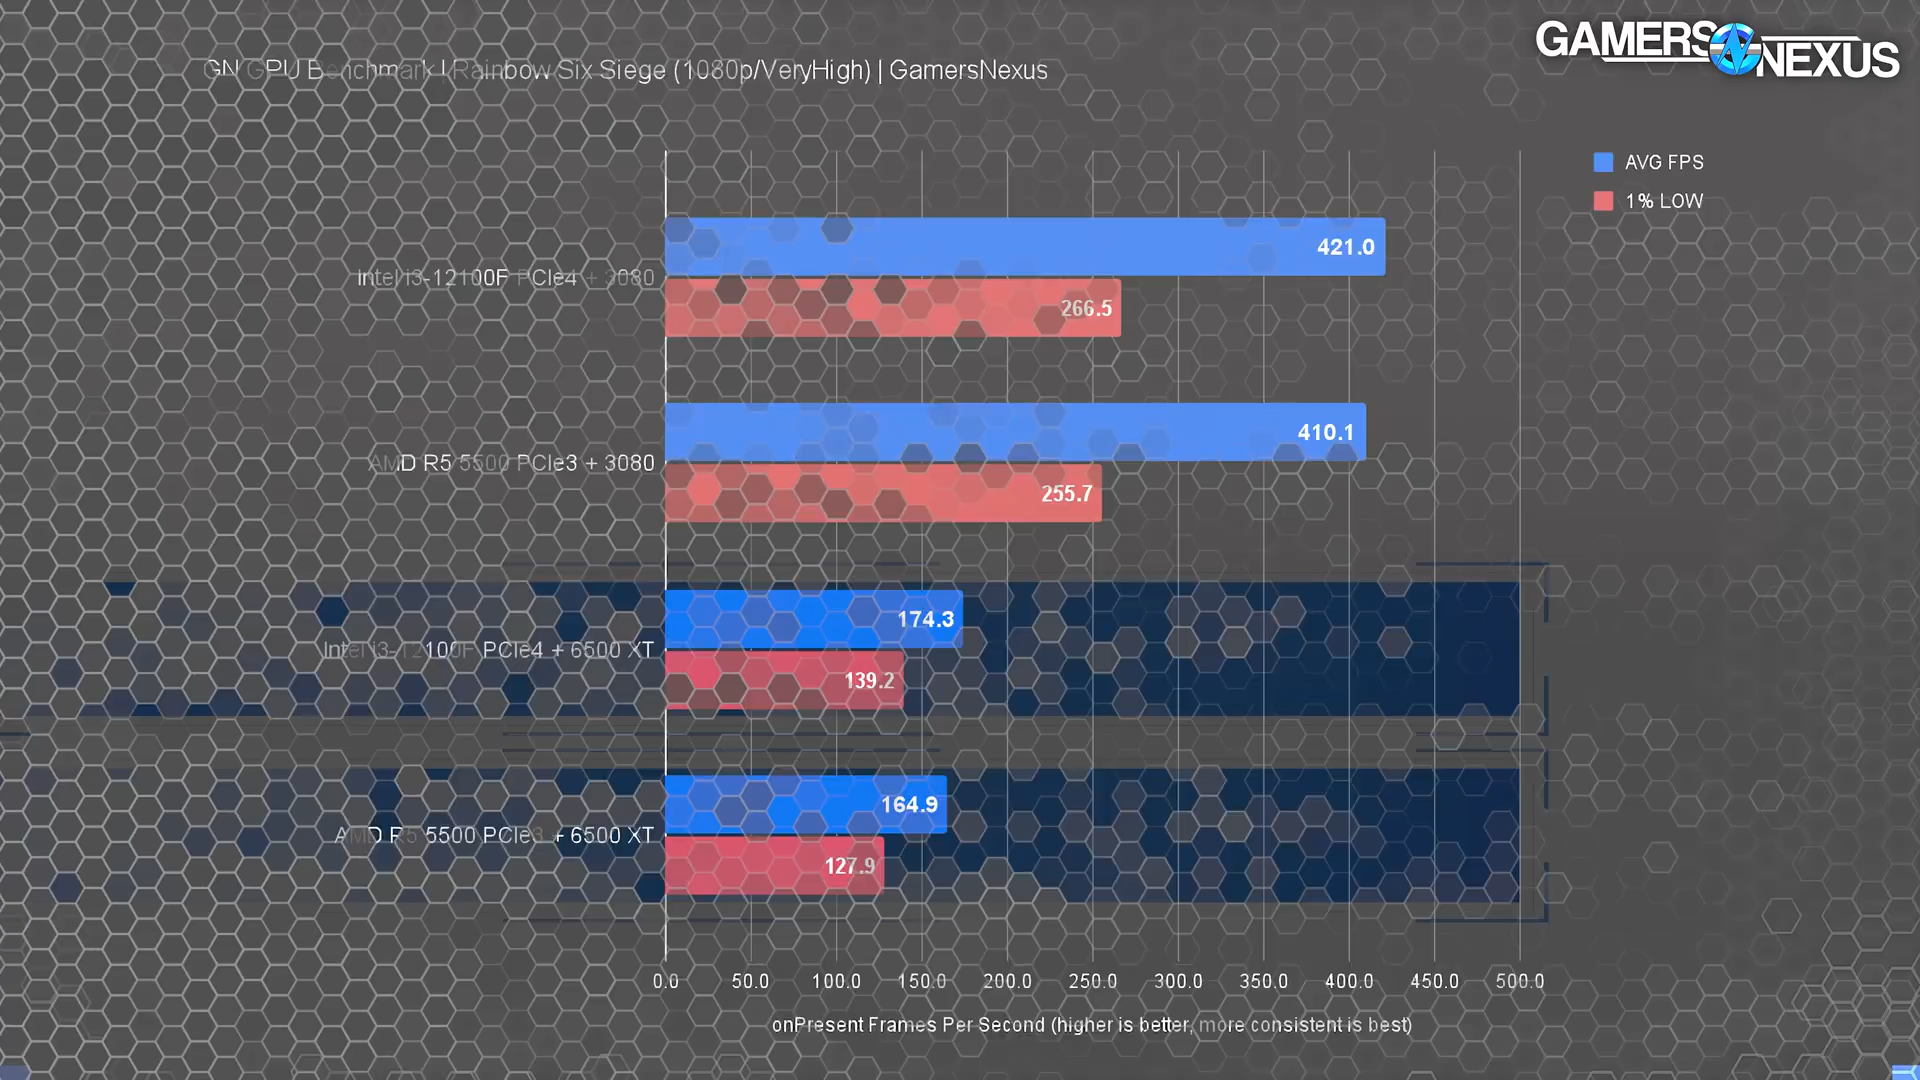 GAMERS NEXUS
GN GPU Benchmark | Rainbow Six Siege (1080p/VeryHigh) | GamersNexus
AVG FPS
1% LOW
Intel i3-12100F PCIe4 + 3080
421.0
266.5
AMD R5 5500 PCIe3 + 3080
410.1
255.7
Intel i3-12100F PCIe4 + 6500 XT
174.3
139.2
AMD R5 5500 PCIe3 + 6500 XT
164.9
127.9
0.0 50.0 100.0 150.0 200.0 250.0 300.0 350.0 400.0 450.0 500.0
onPresent Frames Per Second (higher is better, more consistent is best)